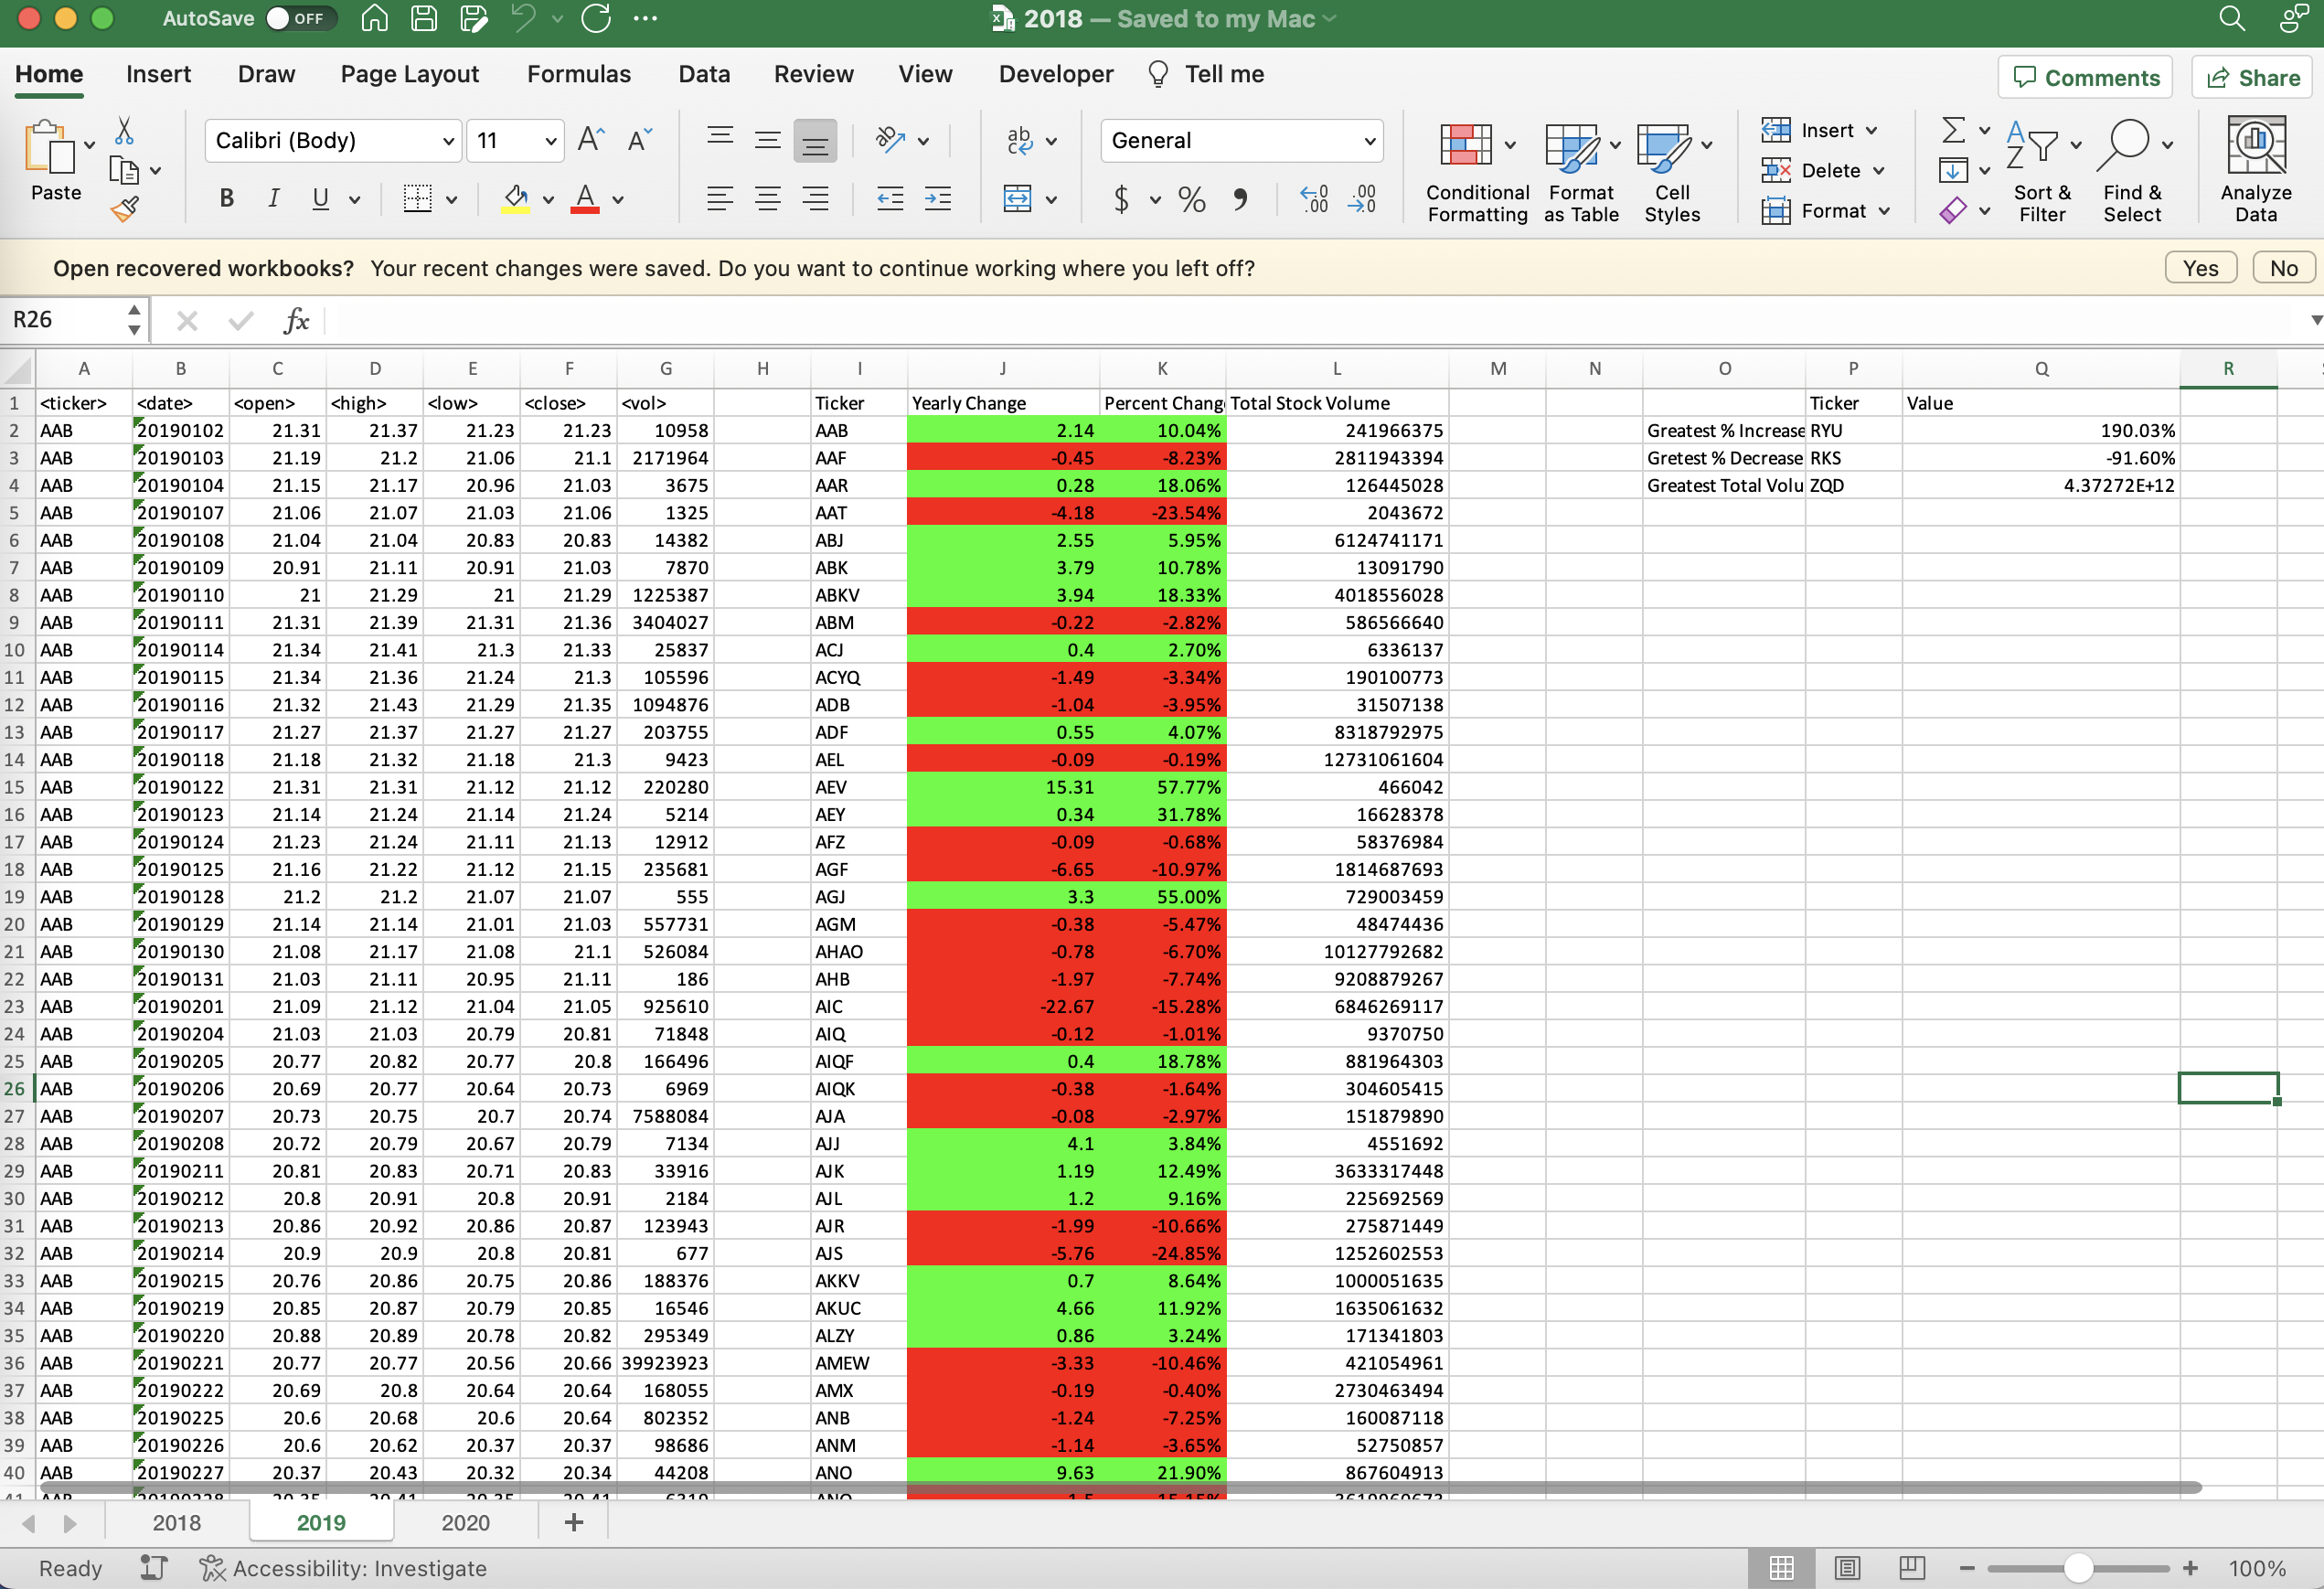 AutoSave OFF 2018 — Saved to my Mac
Home Insert Draw Page Layout Formulas Data Review View Developer Tell me Comments Share
Paste Calibri (Body) 11 General Conditional Formatting Format as Table Cell Styles Insert Delete Format Sort & Filter Find & Select Analyze Data
Open recovered workbooks? Your recent changes were saved. Do you want to continue working where you left off? Yes No
R26 fx
A B C D E F G H I J K L M N O P Q R
1 <ticker> <date> <open> <high> <low> <close> <vol> Ticker Yearly Change Percent Chang Total Stock Volume Ticker Value
2 AAB 20190102 21.31 21.37 21.23 21.23 10958 AAB 2.14 10.04% 241966375 Greatest % Increase RYU 190.03%
3 AAB 20190103 21.19 21.2 21.06 21.1 2171964 AAF -0.45 -8.23% 2811943394 Gretest % Decrease RKS -91.60%
4 AAB 20190104 21.15 21.17 20.96 21.03 3675 AAR 0.28 18.06% 126445028 Greatest Total Volu ZQD 4.37272E+12
5 AAB 20190107 21.06 21.07 21.03 21.06 1325 AAT -4.18 -23.54% 2043672
6 AAB 20190108 21.04 21.04 20.83 20.83 14382 ABJ 2.55 5.95% 6124741171
7 AAB 20190109 20.91 21.11 20.91 21.03 7870 ABK 3.79 10.78% 13091790
8 AAB 20190110 21 21.29 21 21.29 1225387 ABKV 3.94 18.33% 4018556028
9 AAB 20190111 21.31 21.39 21.31 21.36 3404027 ABM -0.22 -2.82% 586566640
10 AAB 20190114 21.34 21.41 21.3 21.33 25837 ACJ 0.4 2.70% 6336137
11 AAB 20190115 21.34 21.36 21.24 21.3 105596 ACYQ -1.49 -3.34% 190100773
12 AAB 20190116 21.32 21.43 21.29 21.35 1094876 ADB -1.04 -3.95% 31507138
13 AAB 20190117 21.27 21.37 21.27 21.27 203755 ADF 0.55 4.07% 8318792975
14 AAB 20190118 21.18 21.32 21.18 21.3 9423 AEL -0.09 -0.19% 12731061604
15 AAB 20190122 21.31 21.31 21.12 21.12 220280 AEV 15.31 57.77% 466042
16 AAB 20190123 21.14 21.24 21.14 21.24 5214 AEY 0.34 31.78% 16628378
17 AAB 20190124 21.23 21.24 21.11 21.13 12912 AFZ -0.09 -0.68% 58376984
18 AAB 20190125 21.16 21.22 21.12 21.15 235681 AGF -6.65 -10.97% 1814687693
19 AAB 20190128 21.2 21.2 21.07 21.07 555 AGJ 3.3 55.00% 729003459
20 AAB 20190129 21.14 21.14 21.01 21.03 557731 AGM -0.38 -5.47% 48474436
21 AAB 20190130 21.08 21.17 21.08 21.1 526084 AHAO -0.78 -6.70% 10127792682
22 AAB 20190131 21.03 21.11 20.95 21.11 186 AHB -1.97 -7.74% 9208879267
23 AAB 20190201 21.09 21.12 21.04 21.05 925610 AIC -22.67 -15.28% 6846269117
24 AAB 20190204 21.03 21.03 20.79 20.81 71848 AIQ -0.12 -1.01% 9370750
25 AAB 20190205 20.77 20.82 20.77 20.8 166496 AIQF 0.4 18.78% 881964303
26 AAB 20190206 20.69 20.77 20.64 20.73 6969 AIQK -0.38 -1.64% 304605415
27 AAB 20190207 20.73 20.75 20.7 20.74 7588084 AJA -0.08 -2.97% 151879890
28 AAB 20190208 20.72 20.79 20.67 20.79 7134 AJJ 4.1 3.84% 4551692
29 AAB 20190211 20.81 20.83 20.71 20.83 33916 AJK 1.19 12.49% 3633317448
30 AAB 20190212 20.8 20.91 20.8 20.91 2184 AJL 1.2 9.16% 225692569
31 AAB 20190213 20.86 20.92 20.86 20.87 123943 AJR -1.99 -10.66% 275871449
32 AAB 20190214 20.9 20.9 20.8 20.81 677 AJS -5.76 -24.85% 1252602553
33 AAB 20190215 20.76 20.86 20.75 20.86 188376 AKKV 0.7 8.64% 1000051635
34 AAB 20190219 20.85 20.87 20.79 20.85 16546 AKUC 4.66 11.92% 1635061632
35 AAB 20190220 20.88 20.89 20.78 20.82 295349 ALZY 0.86 3.24% 171341803
36 AAB 20190221 20.77 20.77 20.56 20.66 39923923 AMEW -3.33 -10.46% 421054961
37 AAB 20190222 20.69 20.8 20.64 20.64 168055 AMX -0.19 -0.40% 2730463494
38 AAB 20190225 20.6 20.68 20.6 20.64 802352 ANB -1.24 -7.25% 160087118
39 AAB 20190226 20.6 20.62 20.37 20.37 98686 ANM -1.14 -3.65% 52750857
40 AAB 20190227 20.37 20.43 20.32 20.34 44208 ANO 9.63 21.90% 867604913
2018 2019 2020 +
Ready Accessibility: Investigate 100%